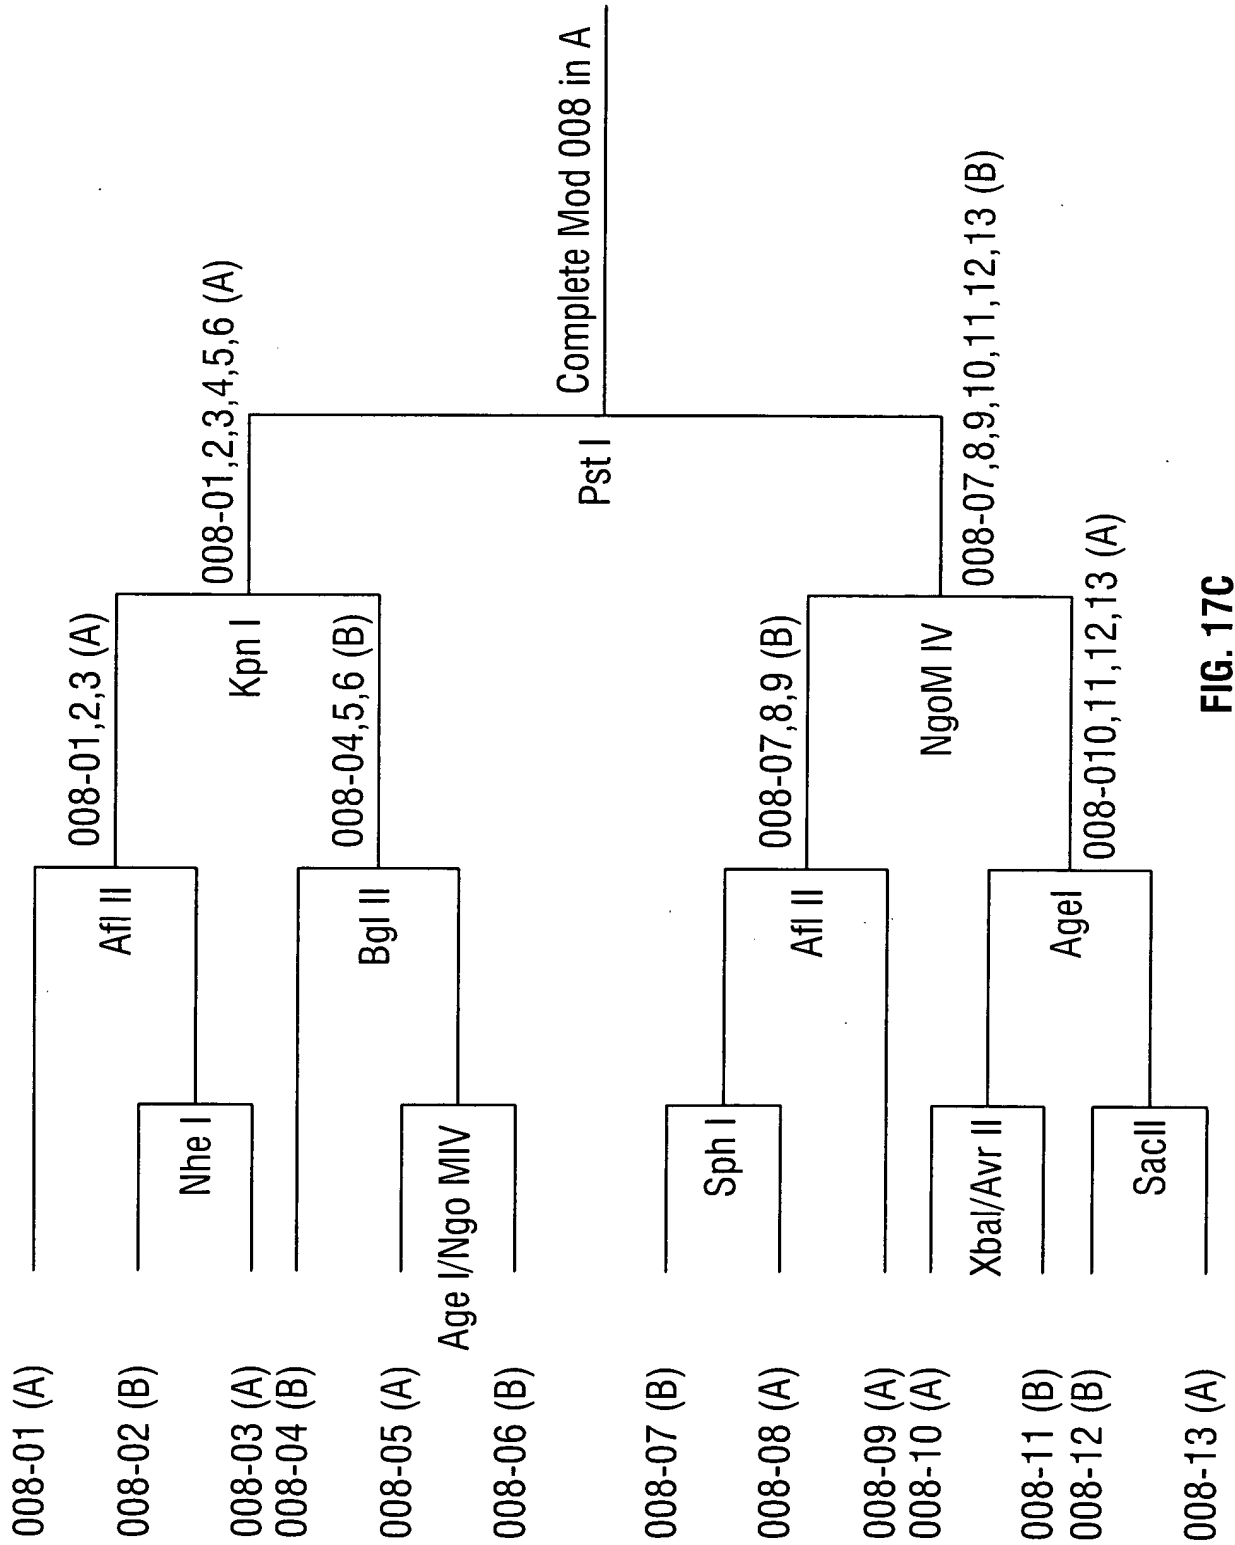 008-01 (A)
008-02 (B)
008-03 (A)
008-04 (B)
008-05 (A)
008-06 (B)
008-07 (B)
008-08 (A)
008-09 (A)
008-10 (A)
008-11 (B)
008-12 (B)
008-13 (A)
Nhe I
Age I/Ngo MIV
Sph I
XbaI/Avr II
SacII
Afl II
Bgl II
Afl II
AgeI
008-01,2,3 (A)
008-04,5,6 (B)
008-07,8,9 (B)
008-010,11,12,13 (A)
Kpn I
NgoM IV
008-01,2,3,4,5,6 (A)
008-07,8,9,10,11,12,13 (B)
Pst I
Complete Mod 008 in A
FIG. 17C